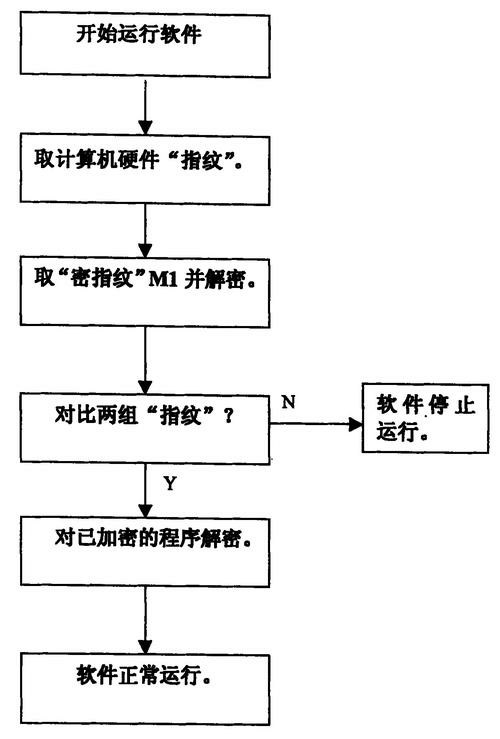 开始运行软件
取计算机硬件“指纹”。
取“密指纹”M1并解密。
对比两组“指纹”？
N
软件停止
运行。
Y
对已加密的程序解密。
软件正常运行。